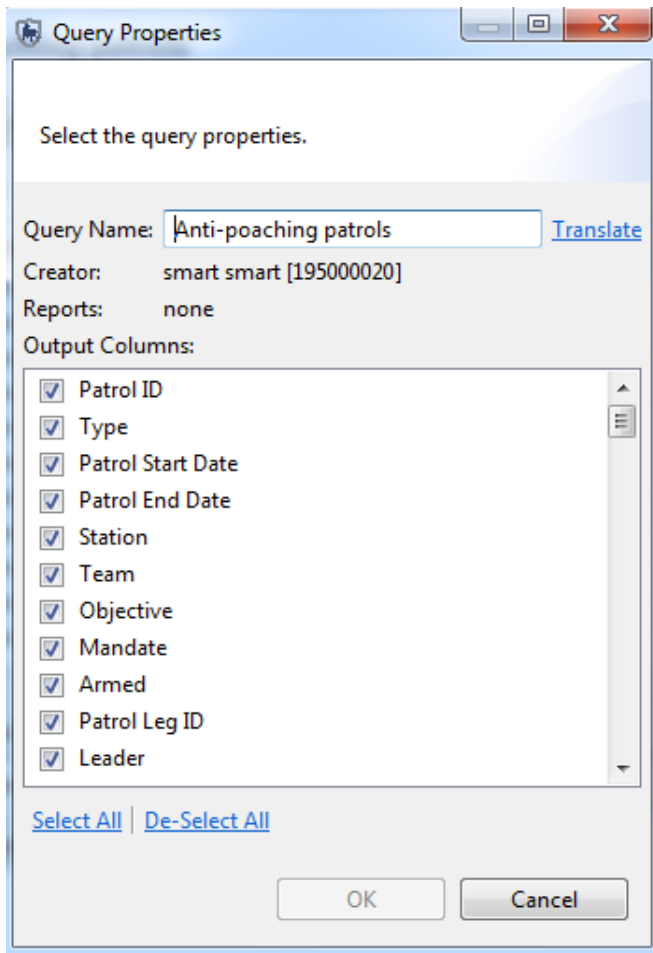 Query Properties
Select the query properties.
Query Name: Anti-poaching patrols Translate
Creator: smart smart [195000020]
Reports: none
Output Columns:
Patrol ID
Type
Patrol Start Date
Patrol End Date
Station
Team
Objective
Mandate
Armed
Patrol Leg ID
Leader
Select All De-Select All
OK Cancel